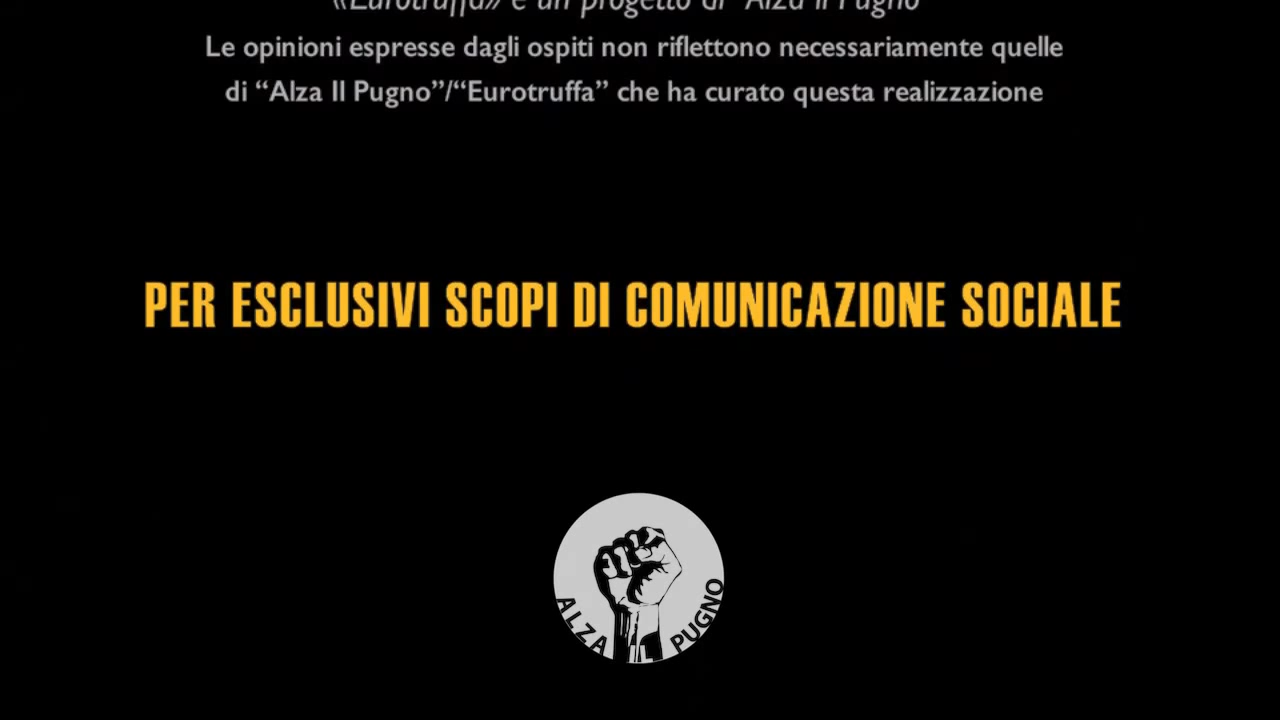 «Eurotruffa» è un progetto di "Alza Il Pugno"
Le opinioni espresse dagli ospiti non riflettono necessariamente quelle
di “Alza Il Pugno”/“Eurotruffa” che ha curato questa realizzazione
PER ESCLUSIVI SCOPI DI COMUNICAZIONE SOCIALE
ALZA IL PUGNO